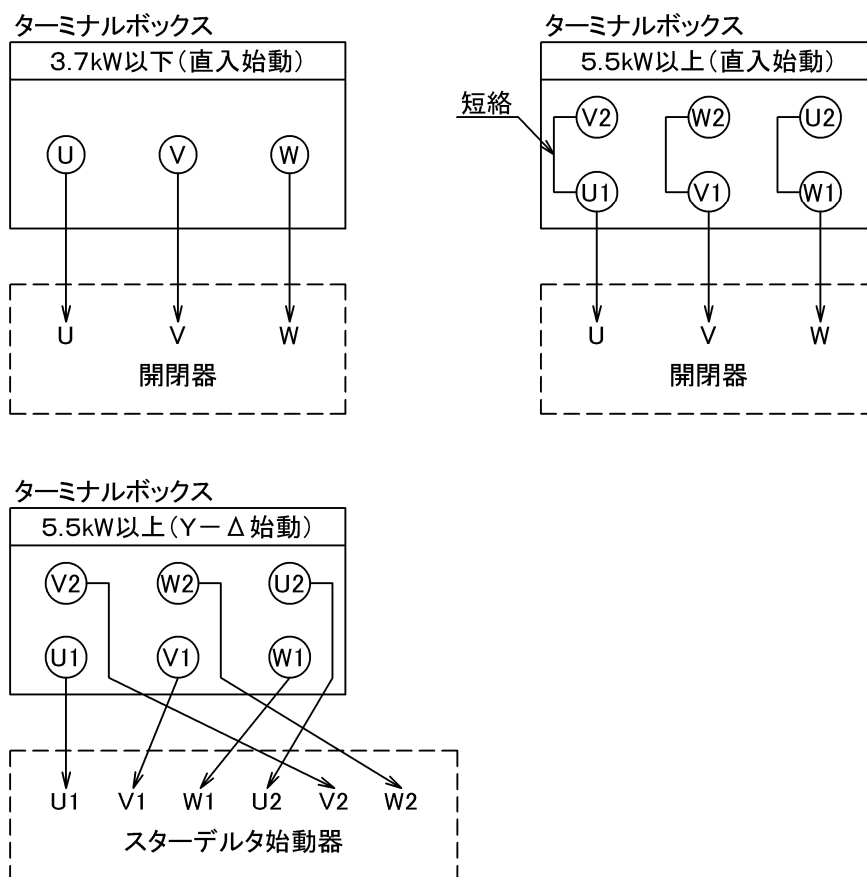 ターミナルボックス
3.7kW以下(直入始動)
U V W
U V W
開閉器
ターミナルボックス
5.5kW以上(直入始動)
短絡
V2 W2 U2
U1 V1 W1
U V W
開閉器
ターミナルボックス
5.5kW以上(Y－Δ始動)
V2 W2 U2
U1 V1 W1
U1 V1 W1 U2 V2 W2
スターデルタ始動器